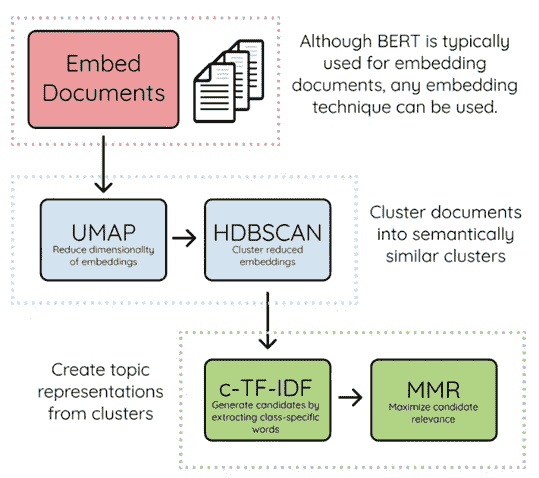 Embed
Documents
Although BERT is typically
used for embedding
documents, any embedding
technique can be used.
UMAP
Reduce dimensionality
of embeddings
HDBSCAN
Cluster reduced
embeddings
Cluster documents
into semantically
similar clusters
Create topic
representations
from clusters
c-TF-IDF
Generate candidates by
extracting class-specific
words
MMR
Maximize candidate
relevance